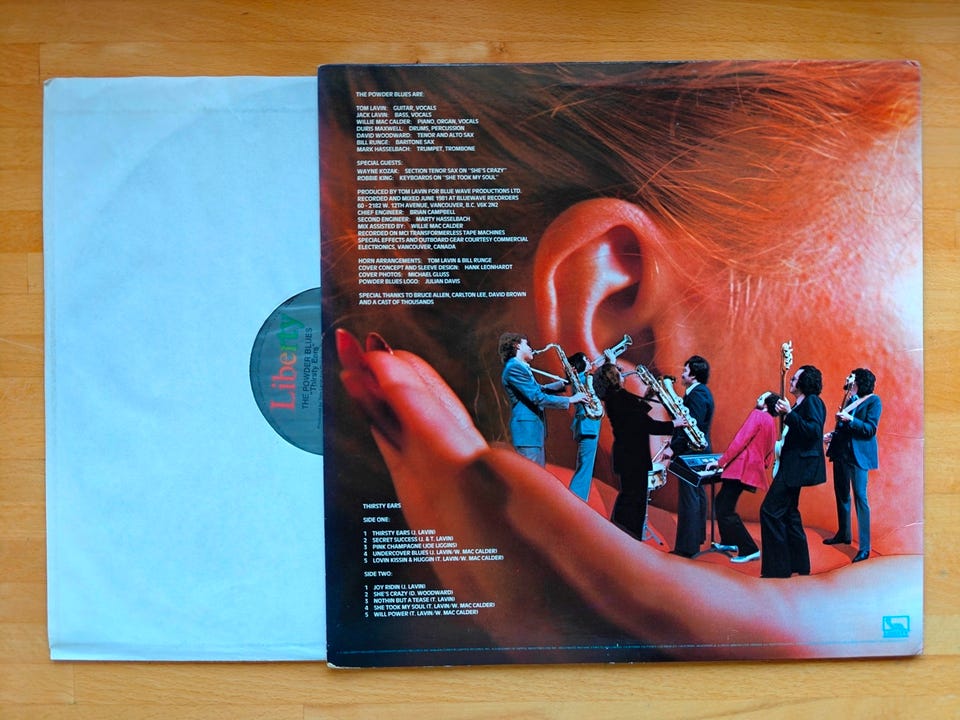 THE POWDER BLUES ARE:
TOM LAVIN: GUITAR, VOCALS
JACK LAVIN: BASS, VOCALS
WILLIE MAC CALDER: PIANO, ORGAN, VOCALS
DURIS MAXWELL: DRUMS, PERCUSSION
DAVID WOODWARD: TENOR AND ALTO SAX
BILL RUNGE: BARITONE SAX
MARK HASSELBACH: TRUMPET, TROMBONE
SPECIAL GUESTS:
WAYNE KOZAK: SECTION TENOR SAX ON "SHE'S CRAZY"
ROBBIE KING: KEYBOARDS ON "SHE TOOK MY SOUL"
PRODUCED BY TOM LAVIN FOR BLUE WAVE PRODUCTIONS LTD.
RECORDED AND MIXED JUNE 1981 AT BLUEWAVE RECORDERS
60 - 2182 W. 12TH AVENUE, VANCOUVER, B.C. V6K 2N2
CHIEF ENGINEER: BRIAN CAMPBELL
SECOND ENGINEER: MARTY HASSELBACH
MIX ASSISTED BY: WILLIE MAC CALDER
RECORDED ON MCI TRANSFORMERLESS TAPE MACHINES
SPECIAL EFFECTS AND OUTBOARD GEAR COURTESY COMMERCIAL
ELECTRONICS, VANCOUVER, CANADA
HORN ARRANGEMENTS: TOM LAVIN & BILL RUNGE
COVER CONCEPT AND SLEEVE DESIGN: HANK LEONHARDT
COVER PHOTOS: MICHAEL GLUSS
POWDER BLUES LOGO: JULIAN DAVIS
SPECIAL THANKS TO BRUCE ALLEN, CARLTON LEE, DAVID BROWN
AND A CAST OF THOUSANDS
Liberty
THE POWDER BLUES
"Thirsty Ears"
THIRSTY EARS
SIDE ONE:
1 THIRSTY EARS (J. LAVIN)
2 SECRET SUCCESS (J. & T. LAVIN)
3 PINK CHAMPAGNE (JOE LIGGINS)
4 UNDERCOVER BLUES (J. LAVIN/W. MAC CALDER)
5 LOVIN KISSIN & HUGGIN (T. LAVIN/W. MAC CALDER)
SIDE TWO:
1 JOY RIDIN (J. LAVIN)
2 SHE'S CRAZY (D. WOODWARD)
3 NOTHIN BUT A TEASE (T. LAVIN)
4 SHE TOOK MY SOUL (T. LAVIN/W. MAC CALDER)
5 WILL POWER (T. LAVIN/W. MAC CALDER)